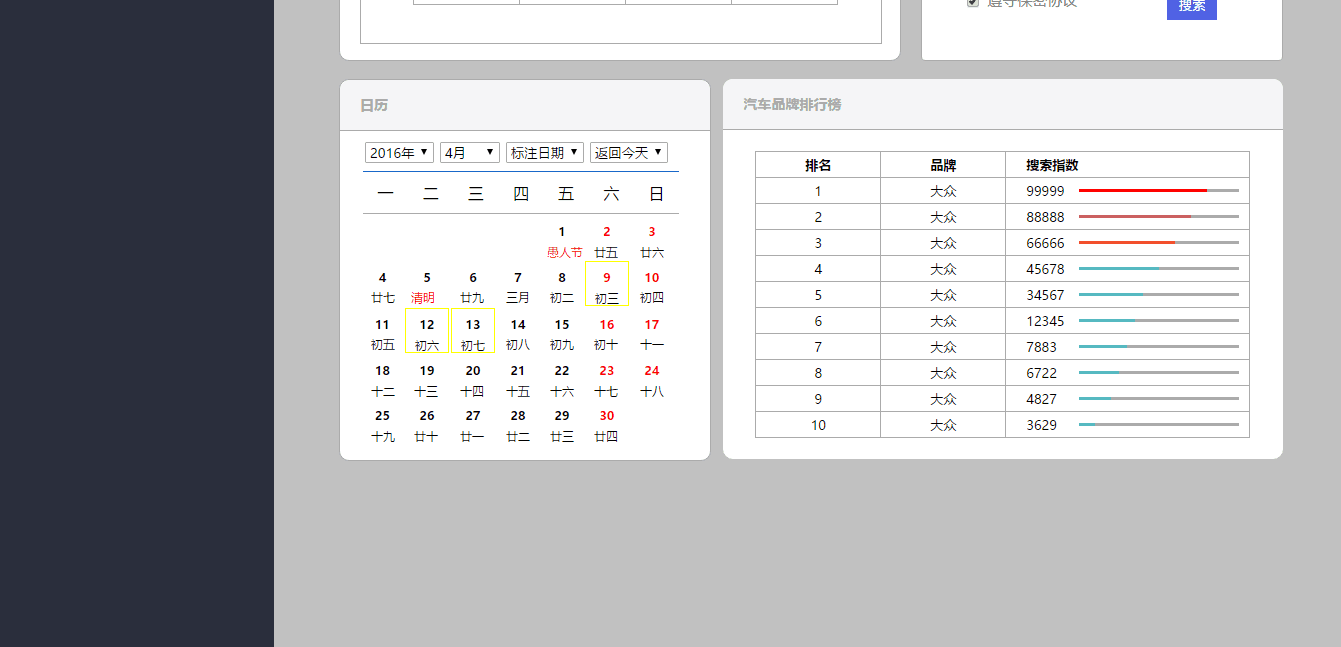 遵守保密协议 搜索
日历
2016年 4月 标注日期 返回今天
一 二 三 四 五 六 日
1 2 3
愚人节 廿五 廿六
4 5 6 7 8 9 10
廿七 清明 廿九 三月 初二 初三 初四
11 12 13 14 15 16 17
初五 初六 初七 初八 初九 初十 十一
18 19 20 21 22 23 24
十二 十三 十四 十五 十六 十七 十八
25 26 27 28 29 30
十九 廿十 廿一 廿二 廿三 廿四
汽车品牌排行榜
排名 品牌 搜索指数
1 大众 99999
2 大众 88888
3 大众 66666
4 大众 45678
5 大众 34567
6 大众 12345
7 大众 7883
8 大众 6722
9 大众 4827
10 大众 3629